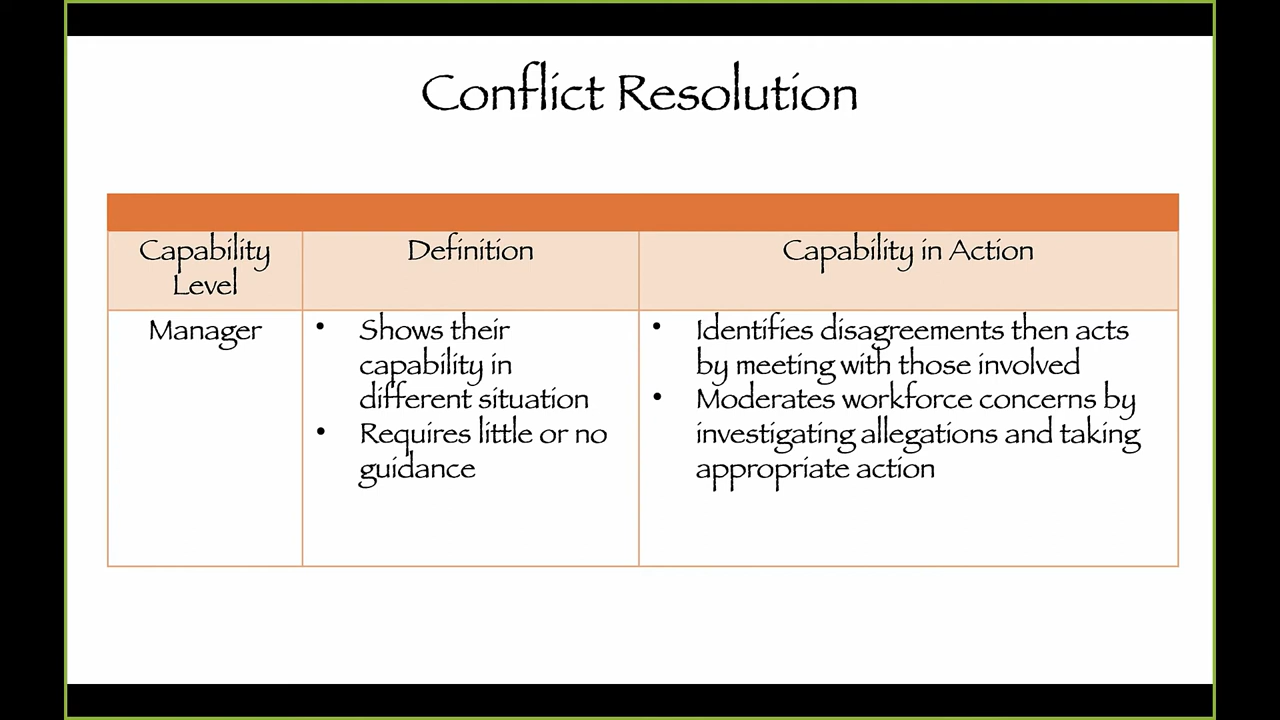 Conflict Resolution
Capability
Level
Definition
Capability in Action
Manager
• Shows their
capability in
different situation
• Requires little or no
guidance
• Identifies disagreements then acts
by meeting with those involved
• Moderates workforce concerns by
investigating allegations and taking
appropriate action